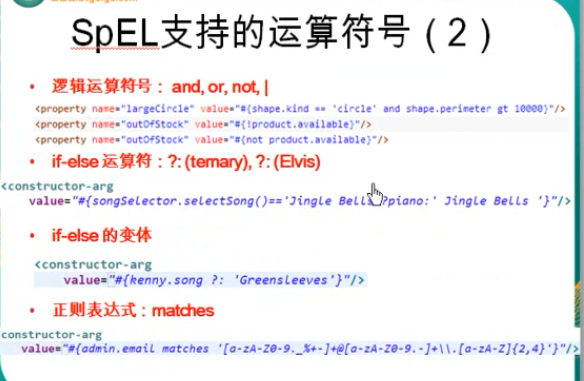 SpEL支持的运算符号（2）
• 逻辑运算符号： and, or, not, |
<property name="largeCircle" value="#{shape.kind == 'circle' and shape.perimeter gt 10000}"/>
<property name="outOfStock" value="#{!product.available}"/>
<property name="outOfStock" value="#{not product.available}"/>
• if-else 运算符：?: (ternary), ?: (Elvis)
<constructor-arg
value="#{songSelector.selectSong()=='Jingle Bells'?piano:' Jingle Bells '}"/>
• if-else 的变体
<constructor-arg
value="#{kenny.song ?: 'Greensleeves'}"/>
• 正则表达式：matches
constructor-arg
value="#{admin.email matches '[a-zA-Z0-9._%+-]+@[a-zA-Z0-9.-]+\\.[a-zA-Z]{2,4}'}"/>